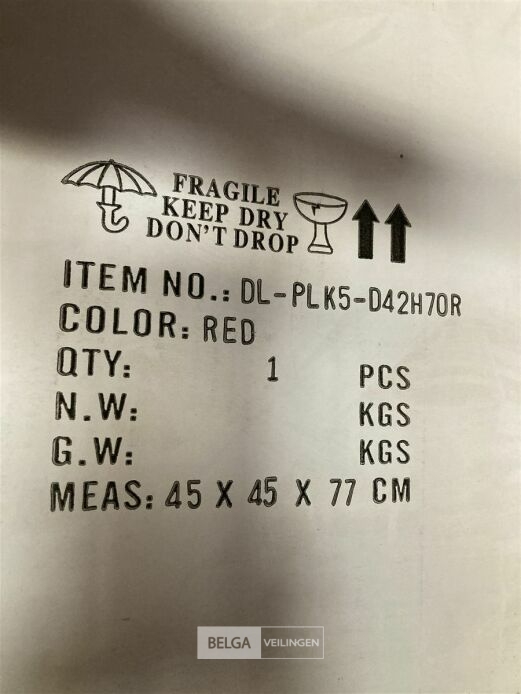 FRAGILE
KEEP DRY
DON'T DROP
ITEM NO.: DL-PLK5-D42H70R
COLOR: RED
QTY: 1 PCS
N.W: KGS
G.W: KGS
MEAS: 45 X 45 X 77 CM
BELGA VEILINGEN